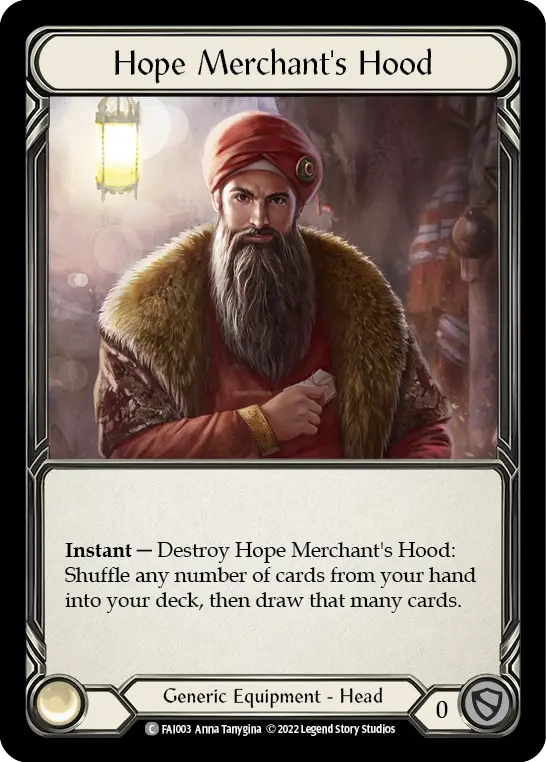 Hope Merchant's Hood
Instant — Destroy Hope Merchant's Hood:
Shuffle any number of cards from your hand
into your deck, then draw that many cards.
Generic Equipment - Head
0
C FAI003 Anna Tanygina © 2022 Legend Story Studios